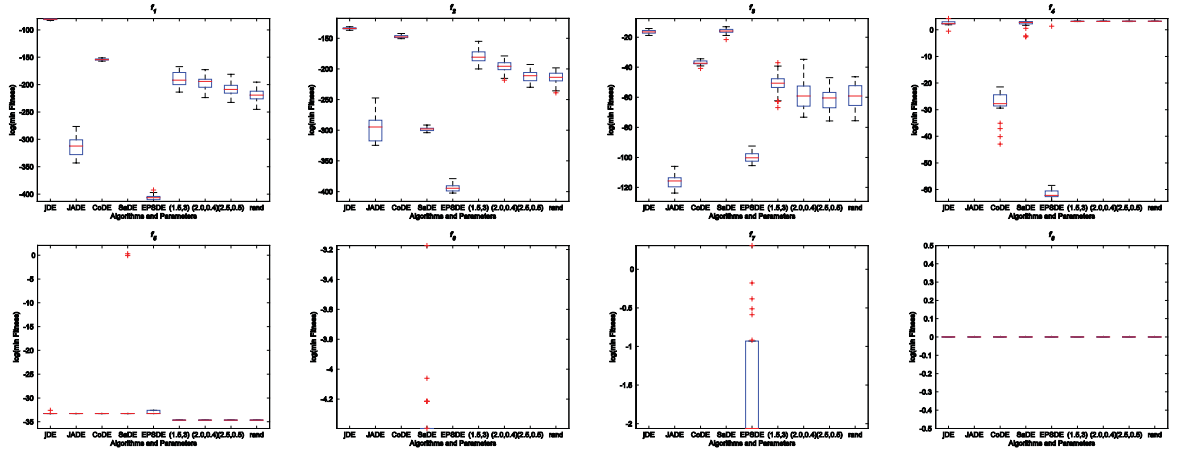 f1
log(min Fitness)
-100
-150
-200
-250
-300
-350
-400
jDE JADE CoDE SaDE EPSDE (1.5,3) (2.0,0.4) (2.5,0.5) rand
Algorithms and Parameters
f2
log(min Fitness)
-150
-200
-250
-300
-350
-400
jDE JADE CoDE SaDE EPSDE (1.5,3) (2.0,0.4) (2.5,0.5) rand
Algorithms and Parameters
f3
log(min Fitness)
-20
-40
-60
-80
-100
-120
jDE JADE CoDE SaDE EPSDE (1.5,3) (2.0,0.4) (2.5,0.5) rand
Algorithms and Parameters
f4
log(min Fitness)
0
-10
-20
-30
-40
-50
-60
jDE JADE CoDE SaDE EPSDE (1.5,3) (2.0,0.4) (2.5,0.5) rand
Algorithms and Parameters
f5
log(min Fitness)
0
-5
-10
-15
-20
-25
-30
-35
jDE JADE CoDE SaDE EPSDE (1.5,3) (2.0,0.4) (2.5,0.5) rand
Algorithms and Parameters
f6
log(min Fitness)
-3.2
-3.4
-3.6
-3.8
-4
-4.2
jDE JADE CoDE SaDE EPSDE (1.5,3) (2.0,0.4) (2.5,0.5) rand
Algorithms and Parameters
f7
log(min Fitness)
0
-0.5
-1
-1.5
-2
jDE JADE CoDE SaDE EPSDE (1.5,3) (2.0,0.4) (2.5,0.5) rand
Algorithms and Parameters
f8
log(min Fitness)
0.5
0.4
0.3
0.2
0.1
0
-0.1
-0.2
-0.3
-0.4
-0.5
jDE JADE CoDE SaDE EPSDE (1.5,3) (2.0,0.4) (2.5,0.5) rand
Algorithms and Parameters